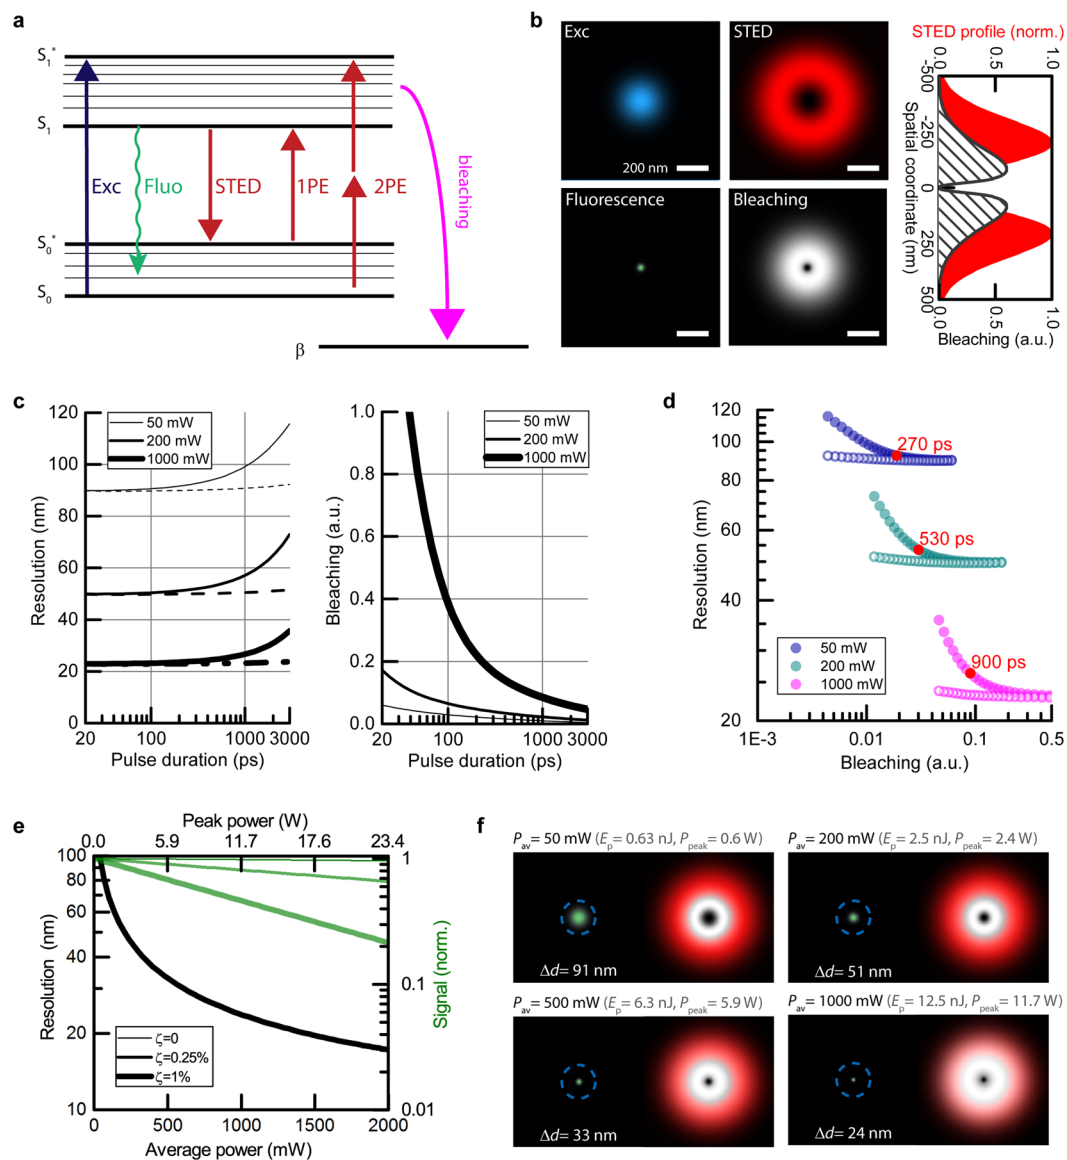 a
S1*
S1
Exc
Fluo
STED
1PE
2PE
bleaching
S0*
S0
β
b
Exc
200 nm
STED
Fluorescence
Bleaching
STED profile (norm.)
0.0
0.5
1.0
-500
-250
0
250
500
Spatial coordinate (nm)
0.0
0.5
1.0
Bleaching (a.u.)
c
120
100
80
60
40
20
0
Resolution (nm)
50 mW
200 mW
1000 mW
20
100
1000
3000
Pulse duration (ps)
1.0
0.8
0.6
0.4
0.2
0.0
Bleaching (a.u.)
50 mW
200 mW
1000 mW
20
100
1000
3000
Pulse duration (ps)
d
120
100
80
60
40
20
Resolution (nm)
270 ps
530 ps
900 ps
50 mW
200 mW
1000 mW
1E-3
0.01
0.1
0.5
Bleaching (a.u.)
e
Peak power (W)
0.0
5.9
11.7
17.6
23.4
100
80
60
40
20
10
Resolution (nm)
1
0.1
0.01
Signal (norm.)
ζ=0
ζ=0.25%
ζ=1%
0
500
1000
1500
2000
Average power (mW)
f
Pav= 50 mW (Ep= 0.63 nJ, Ppeak= 0.6 W)
Δd= 91 nm
Pav= 200 mW (Ep= 2.5 nJ, Ppeak= 2.4 W)
Δd= 51 nm
Pav= 500 mW (Ep= 6.3 nJ, Ppeak= 5.9 W)
Δd= 33 nm
Pav= 1000 mW (Ep= 12.5 nJ, Ppeak= 11.7 W)
Δd= 24 nm